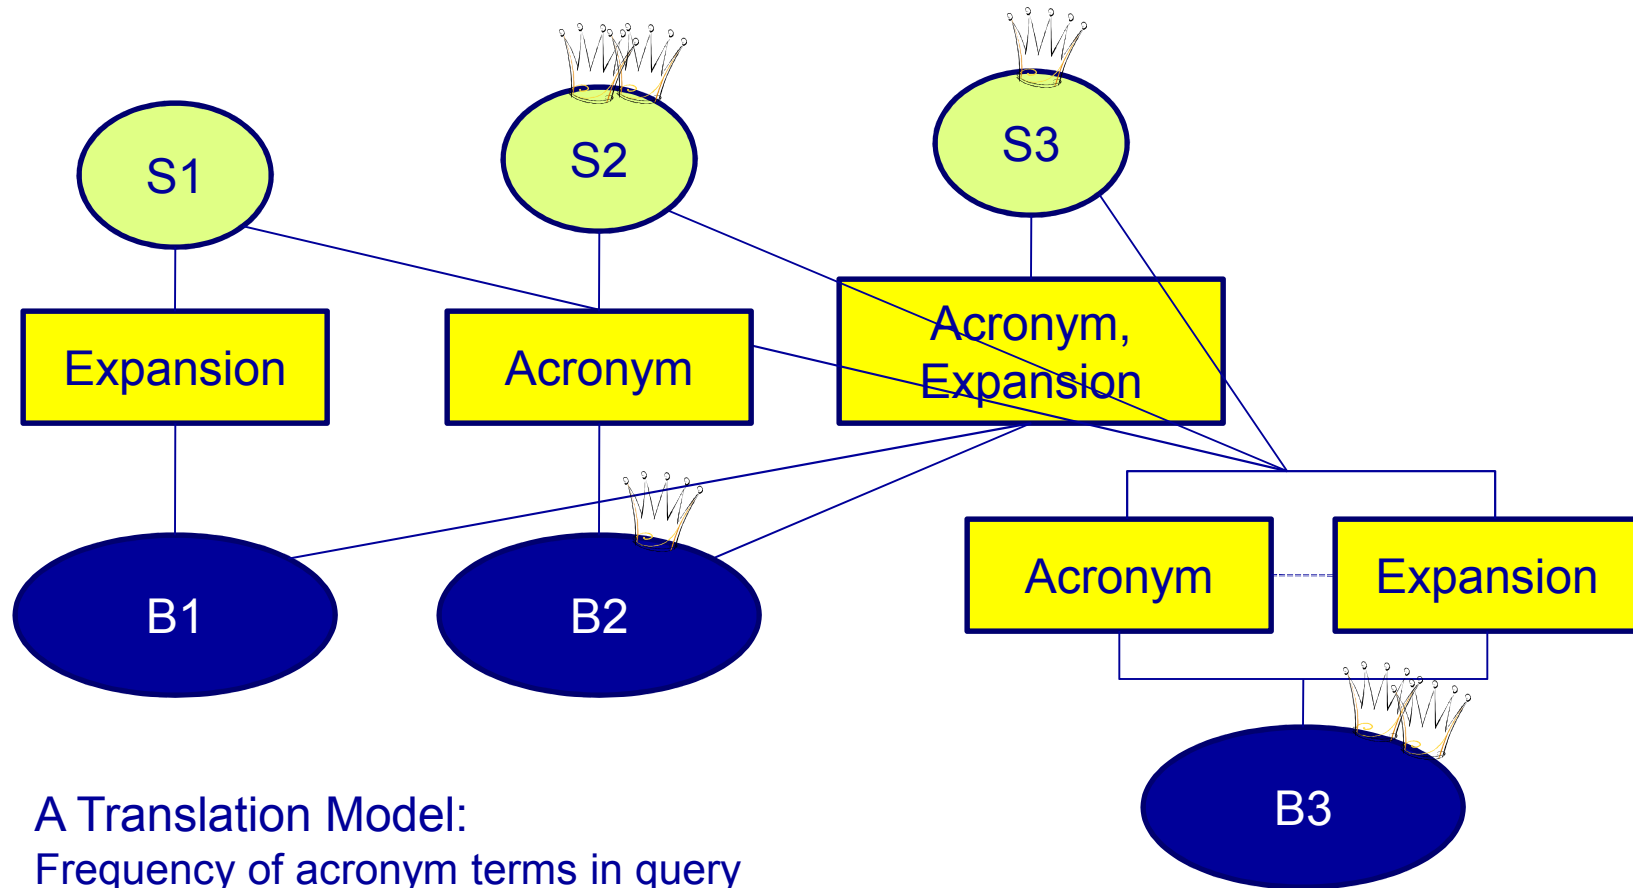 S1
S2
S3
Expansion
Acronym
Acronym,
Expansion
Acronym
Expansion
B1
B2
B3
A Translation Model:
Frequency of acronym terms in query